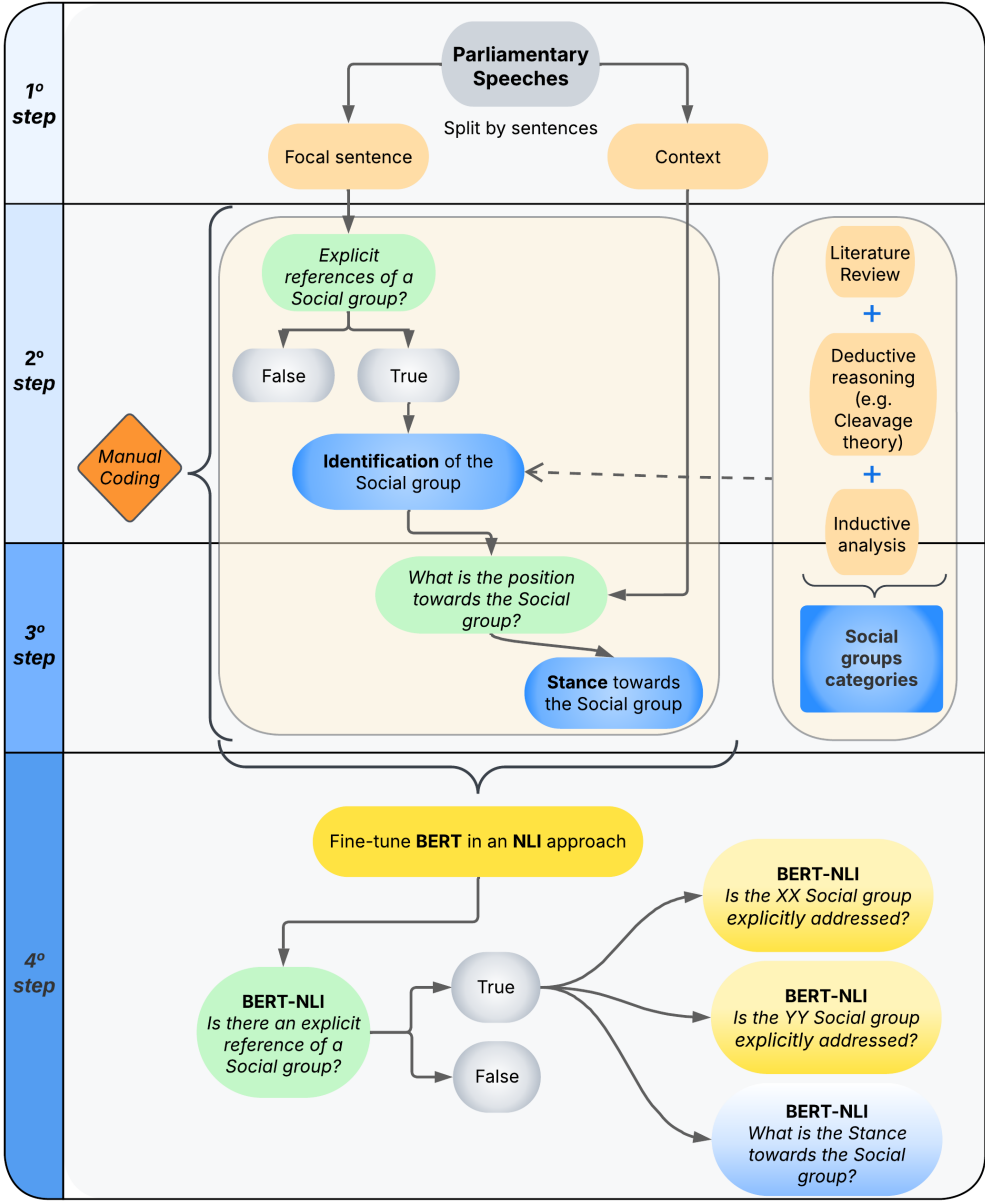 1º
step
Parliamentary
Speeches
Split by sentences
Focal sentence
Context
2º
step
Explicit
references of a
Social group?
False
True
Manual
Coding
Identification of the
Social group
Literature
Review
+
Deductive
reasoning
(e.g.
Cleavage
theory)
+
Inductive
analysis
3º
step
What is the position
towards the Social
group?
Stance towards
the Social group
Social
groups
categories
4º
step
Fine-tune BERT in an NLI approach
BERT-NLI
Is there an explicit
reference of a
Social group?
True
False
BERT-NLI
Is the XX Social group
explicitly addressed?
BERT-NLI
Is the YY Social group
explicitly addressed?
BERT-NLI
What is the Stance
towards the Social
group?